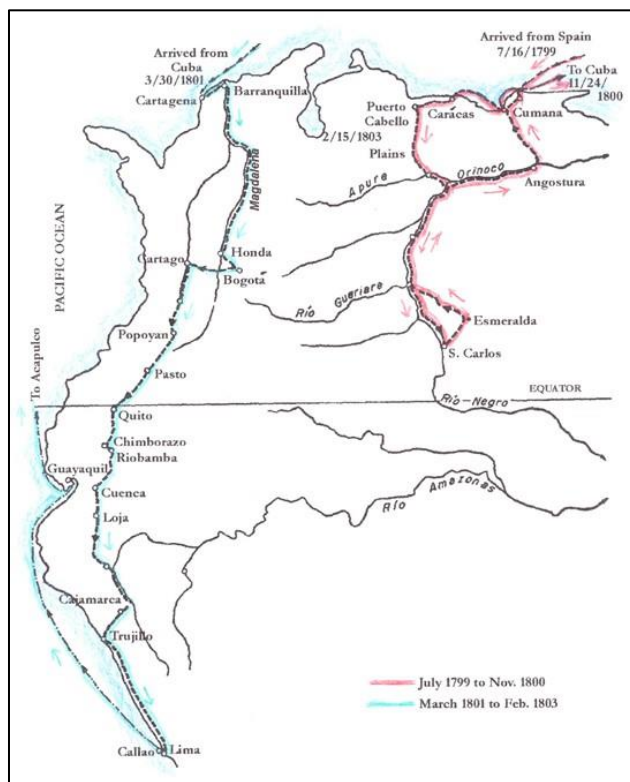 Arrived from Spain
7/16/1799
Arrived from
Cuba
3/30/1801
To Cuba
11/24/
1800
Cartagena
Barranquilla
Puerto
Cabello
Carácas
Cumana
2/15/1803
Plains
Magdalena
Apure
Orinoco
Angostura
PACIFIC OCEAN
Honda
Cartago
Bogotá
Río Guaviare
Esmeralda
Popoyan
S. Carlos
Pasto
To Acapulco
EQUATOR
Río-Negro
Quito
Chimborazo
Riobamba
Guayaquil
Cuenca
Río Amazonas
Loja
Cajamarca
Trujillo
July 1799 to Nov. 1800
March 1801 to Feb. 1803
Callao
Lima